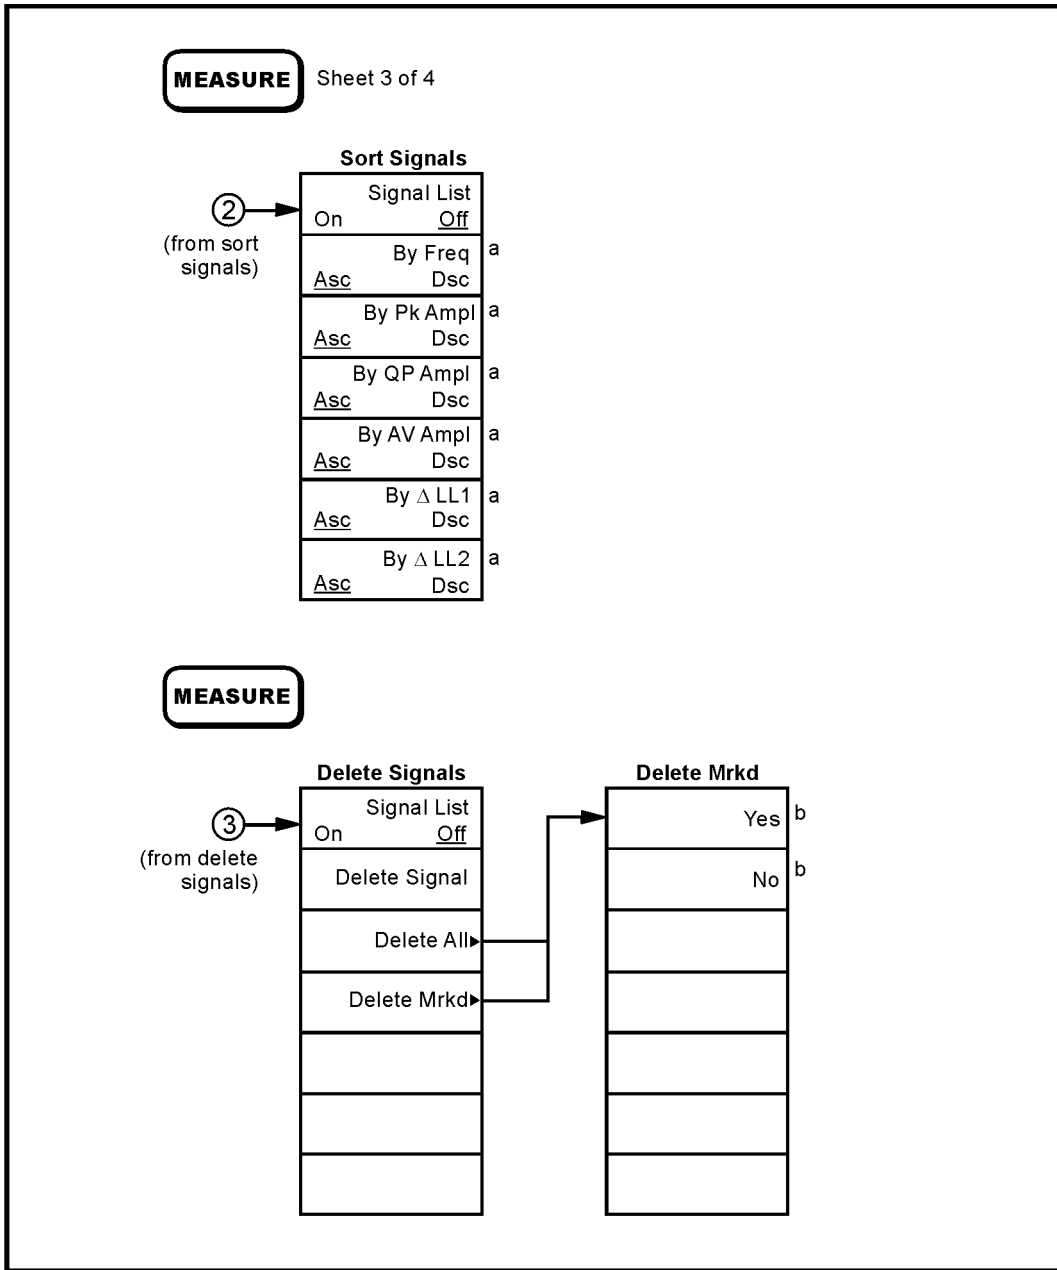 MEASURE Sheet 3 of 4
Sort Signals
2
(from sort
signals)
Signal List
On Off
By Freq a
Asc Dsc
By Pk Ampl a
Asc Dsc
By QP Ampl a
Asc Dsc
By AV Ampl a
Asc Dsc
By Δ LL1 a
Asc Dsc
By Δ LL2 a
Asc Dsc
MEASURE
Delete Signals
3
(from delete
signals)
Signal List
On Off
Delete Signal
Delete All
Delete Mrkd
Delete Mrkd
Yes b
No b